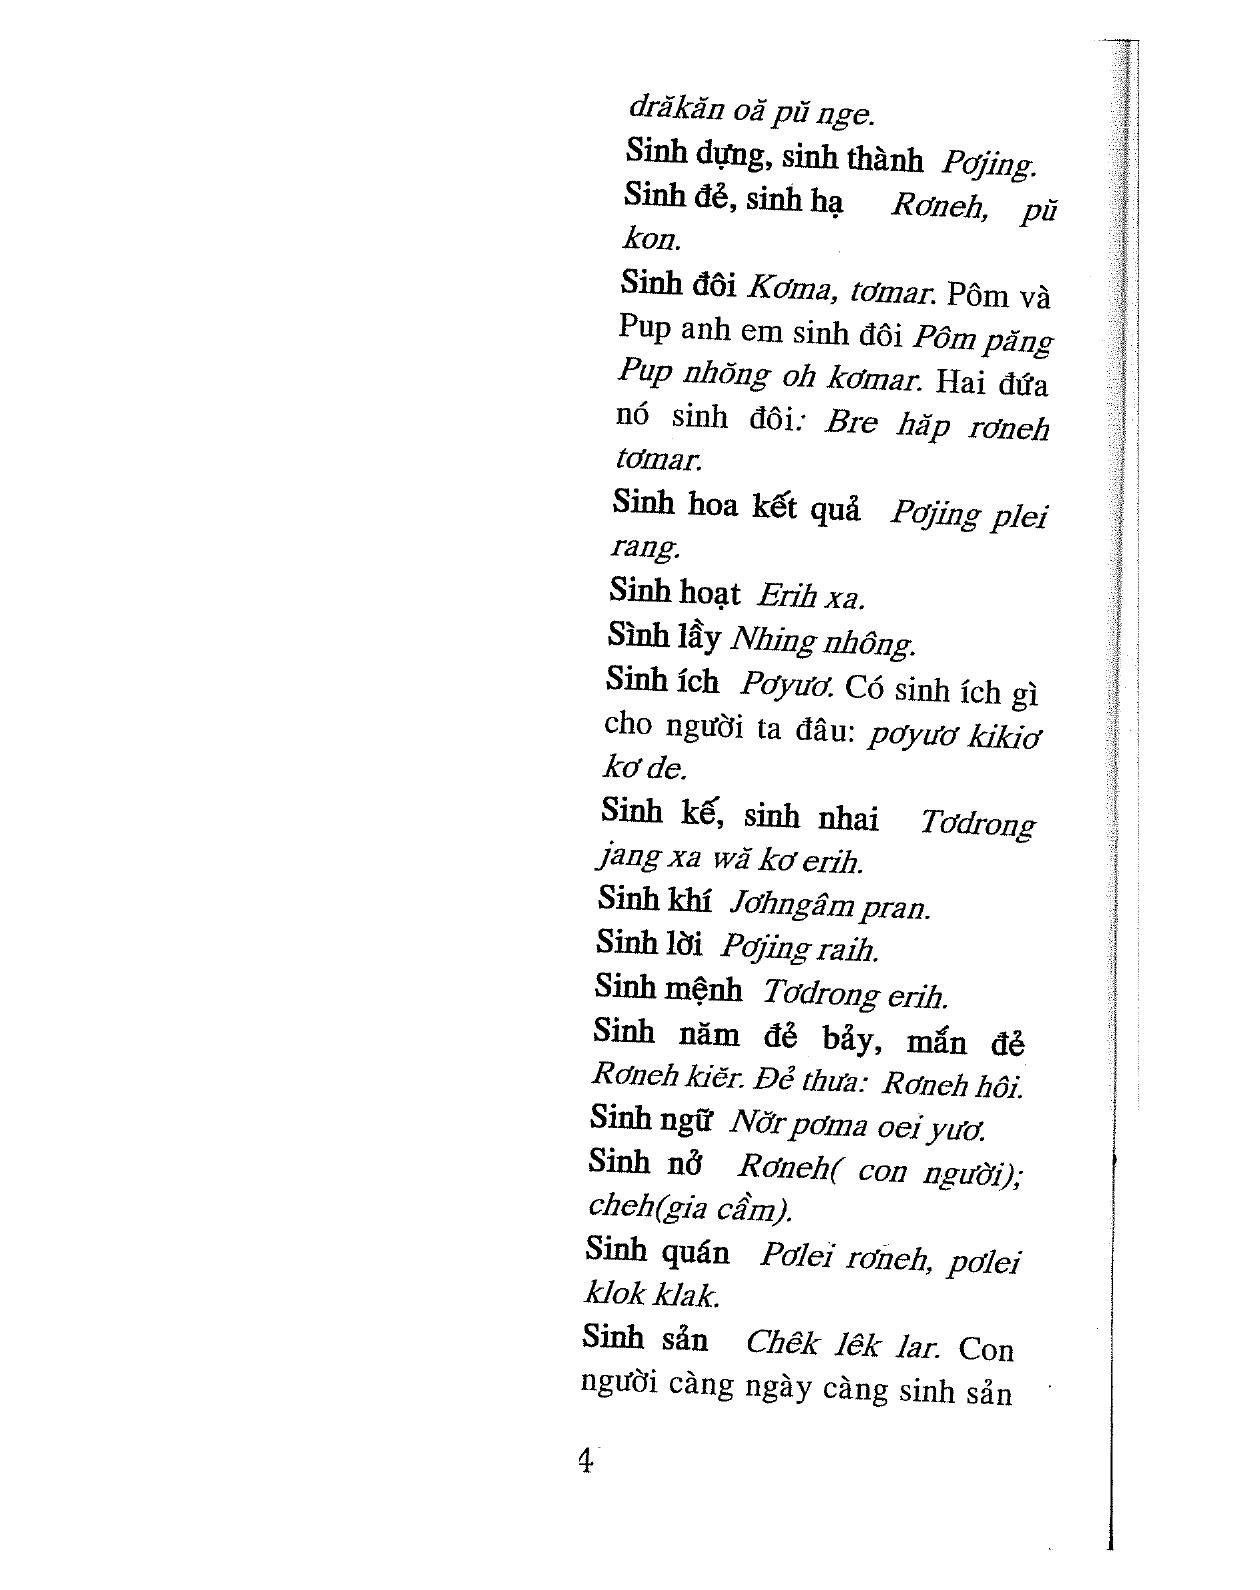 drăkăn oă pŭ nge.
Sinh dựng, sinh thành Pơjing.
Sinh đẻ, sinh hạ Rơneh, pŭ
kon.
Sinh đôi Kơma, tơmar. Pôm và
Pup anh em sinh đôi Pôm păng
Pup nhŏng oh kơmar. Hai đứa
nó sinh đôi: Bre hăp rơneh
tơmar.
Sinh hoa kết quả Pơjing plei
rang.
Sinh hoạt Erih xa.
Sình lầy Nhing nhông.
Sinh ích Pơyươ. Có sinh ích gì
cho người ta đâu: pơyươ kikiơ
kơ de.
Sinh kế, sinh nhai Tơdrong
jang xa wă kơ erih.
Sinh khí Jơhngâm pran.
Sinh lời Pơjing raih.
Sinh mệnh Tơdrong erih.
Sinh năm đẻ bảy, mắn đẻ
Rơneh kiĕr. Đẻ thưa: Rơneh hôi.
Sinh ngữ Nơ̆r pơma oei yươ.
Sinh nở Rơneh( con người);
cheh(gia cầm).
Sinh quán Pơlei rơneh, pơlei
klok klak.
Sinh sản Chêk lêk lar. Con
người càng ngày càng sinh sản
4